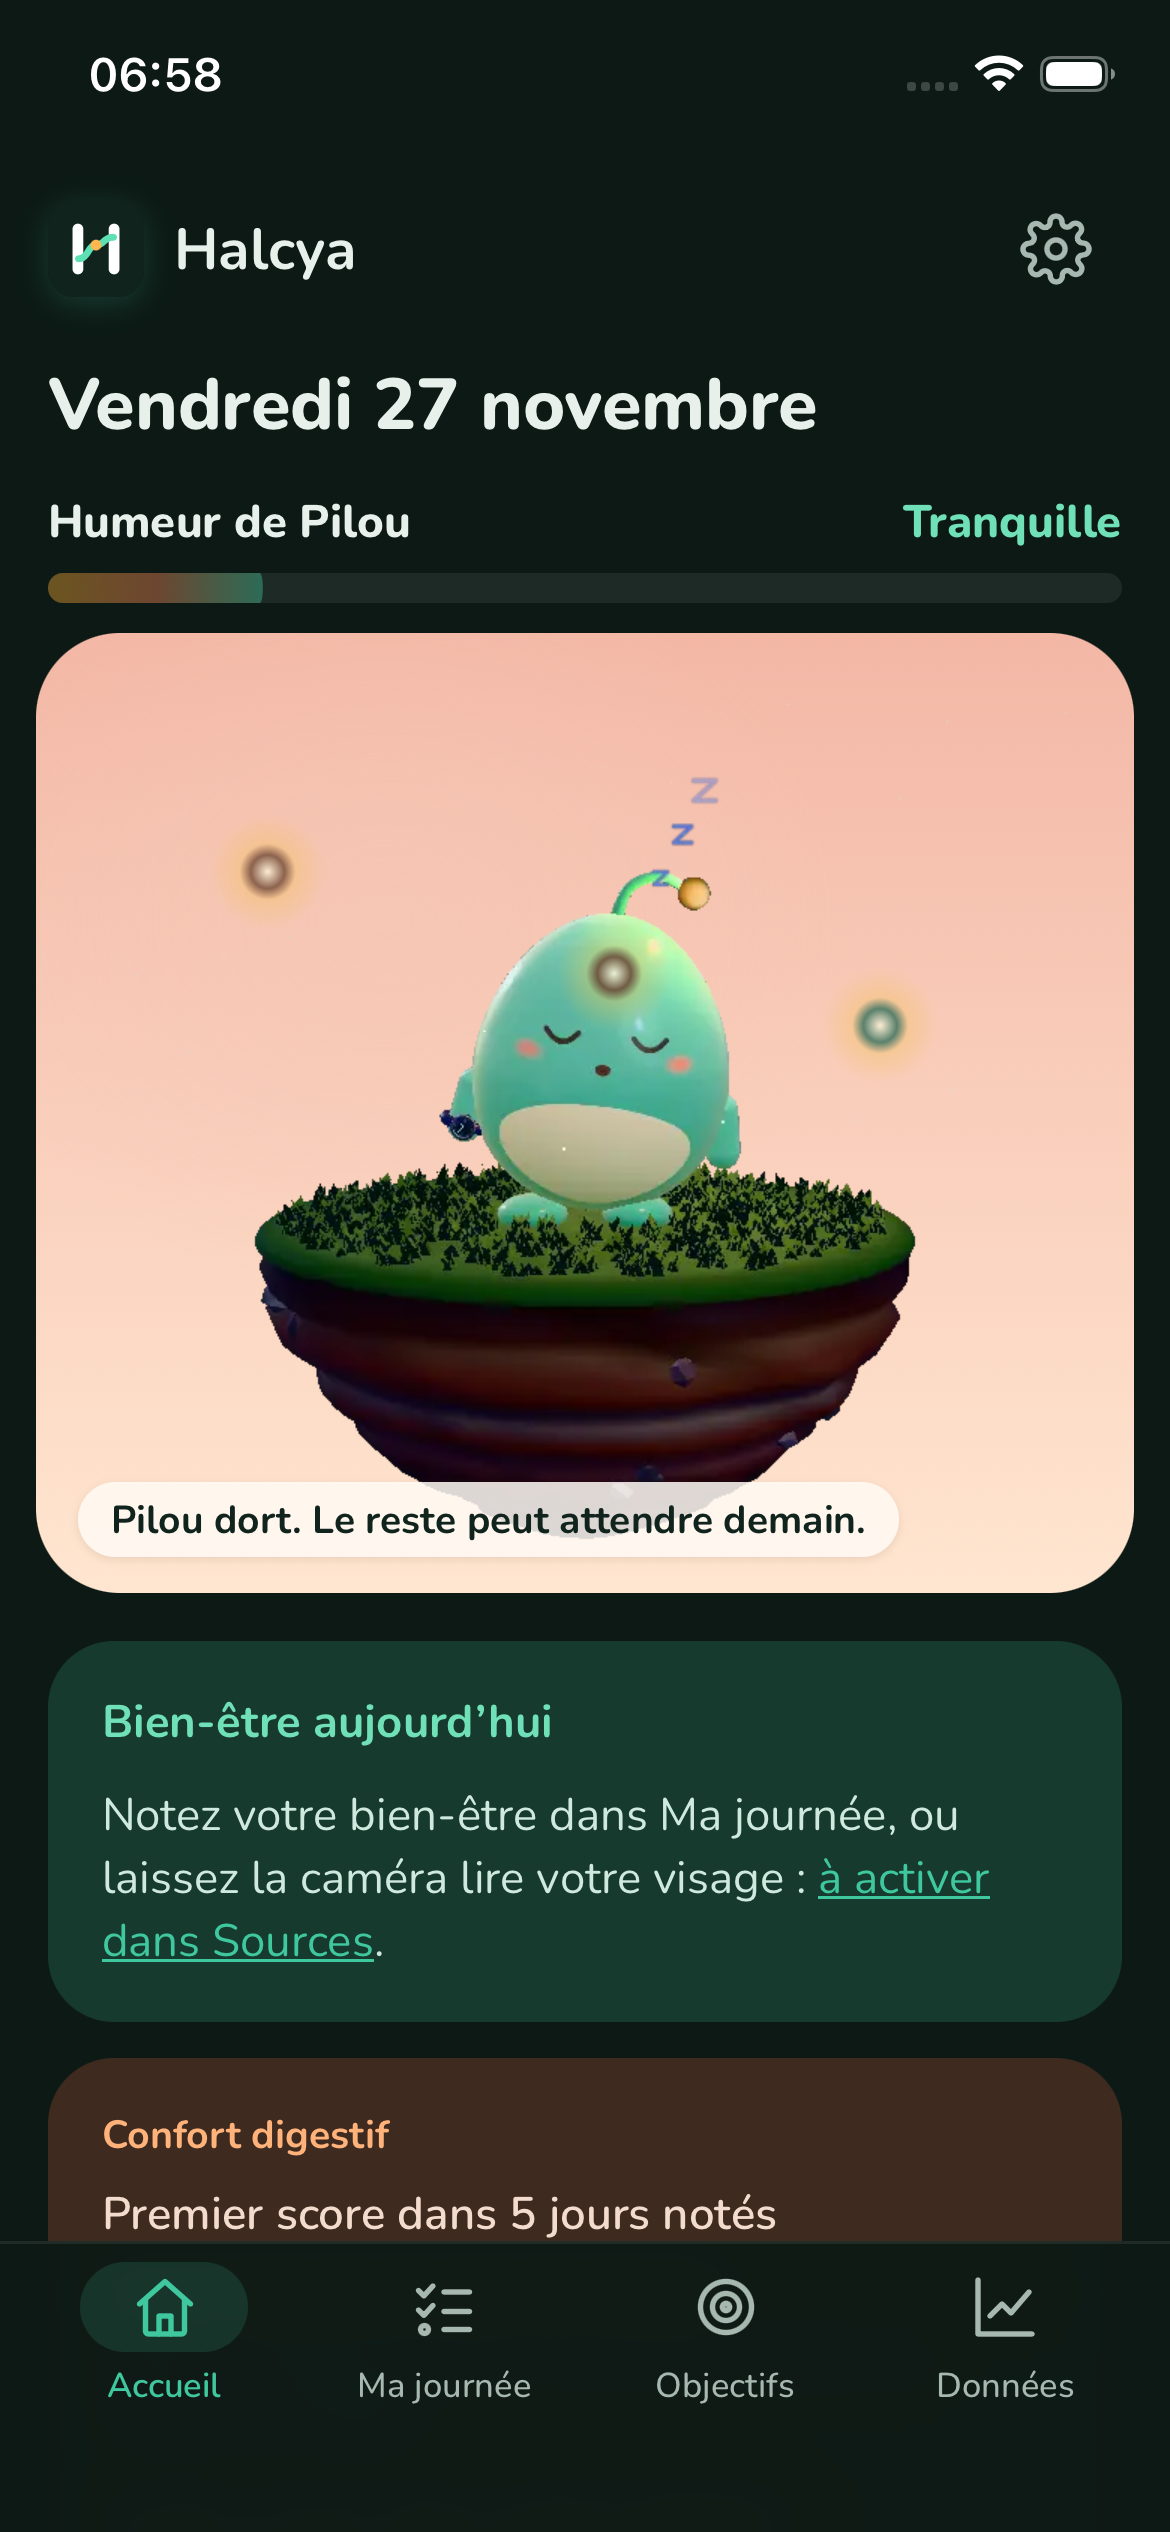 06:58
Halcya
Vendredi 27 novembre
Humeur de Pilou
Tranquille
z
z
z
Pilou dort. Le reste peut attendre demain.
Bien-être aujourd’hui
Notez votre bien-être dans Ma journée, ou
laissez la caméra lire votre visage : à activer
dans Sources.
Confort digestif
Premier score dans 5 jours notés
Accueil
Ma journée
Objectifs
Données